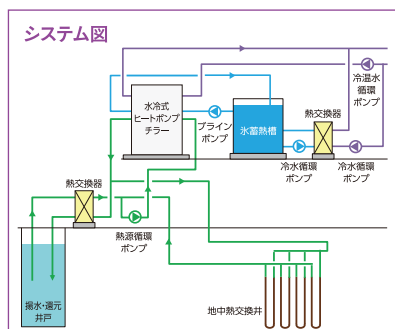 システム図
水冷式
ヒートポンプ
チラー
ブライン
ポンプ
氷蓄熱槽
熱交換器
冷温水
循環
ポンプ
冷水循環
ポンプ
冷水循環
ポンプ
熱交換器
熱源循環
ポンプ
揚水・還元
井戸
地中熱交換井